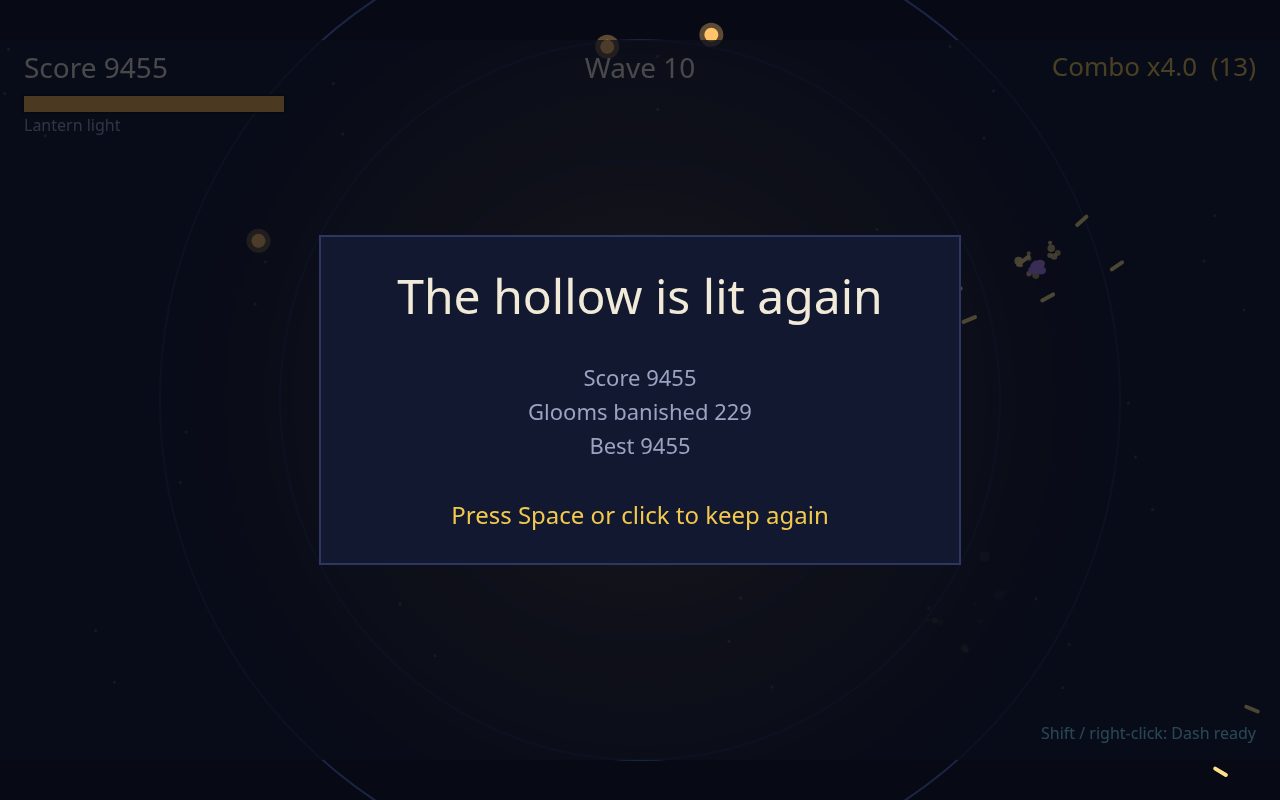 Score 9455
Wave 10
Combo x4.0 (13)
Lantern light
The hollow is lit again
Score 9455
Glooms banished 229
Best 9455
Press Space or click to keep again
Shift / right-click: Dash ready